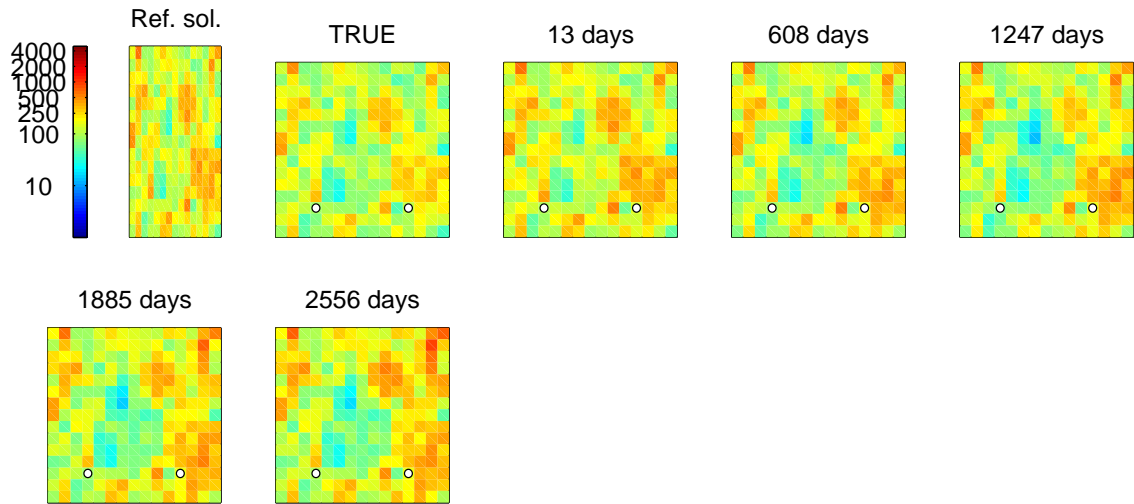 Ref. sol.
TRUE
13 days
608 days
1247 days
4000
2000
1000
500
250
100
10
1885 days
2556 days